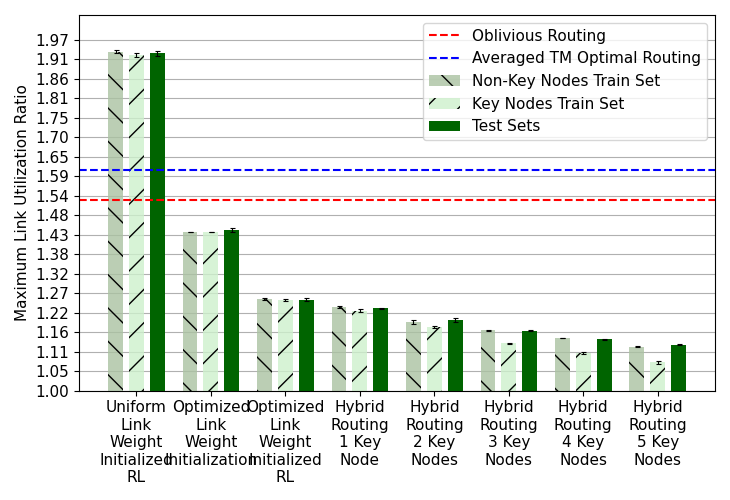 Maximum Link Utilization Ratio
1.97
1.91
1.86
1.81
1.75
1.70
1.65
1.59
1.54
1.48
1.43
1.38
1.32
1.27
1.22
1.16
1.11
1.05
1.00
Oblivious Routing
Averaged TM Optimal Routing
Non-Key Nodes Train Set
Key Nodes Train Set
Test Sets
Uniform
Link
Weight
Initialized
RL
Optimized
Link
Weight
Initialization
Optimized
Link
Weight
Initialized
RL
Hybrid
Routing
1 Key
Node
Hybrid
Routing
2 Key
Nodes
Hybrid
Routing
3 Key
Nodes
Hybrid
Routing
4 Key
Nodes
Hybrid
Routing
5 Key
Nodes